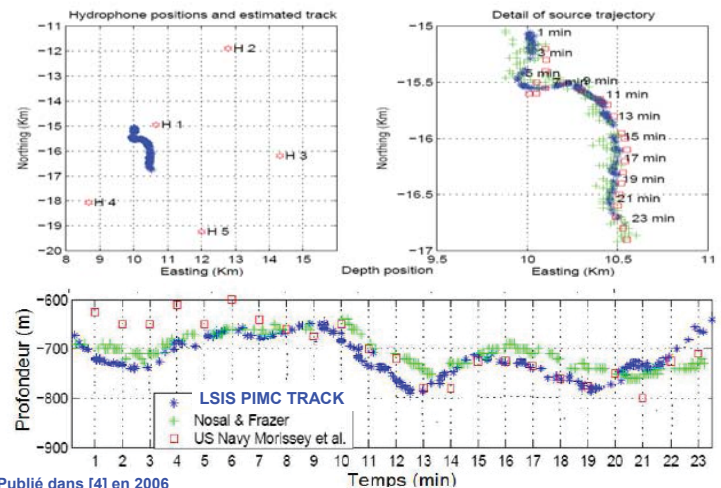 Hydrophone positions and estimated track
−11
−12
−13
−14
−15
−16
−17
−18
−19
−20
Northing (Km)
H 2
H 1
H 3
H 4
H 5
8 9 10 11 12 13 14 15
Easting (Km)
Detail of source trajectory
−15
−15.5
−16
−16.5
−17
Northing (Km)
1 min
3 min
5 min
7 min
9 min
11 min
13 min
15 min
17 min
19 min
21 min
23 min
9.5 10 10.5 11
Easting (Km)
Depth position
−600
−700
−800
−900
Profondeur (m)
LSIS PIMC TRACK
Nosal & Frazer
US Navy Morissey et al.
1 2 3 4 5 6 7 8 9 10 11 12 13 14 15 16 17 18 19 20 21 22 23
Temps (min)
Publié dans [4] en 2006